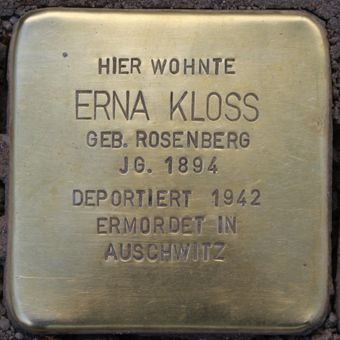 HIER WOHNTE
ERNA KLOSS
GEB. ROSENBERG
JG. 1894
DEPORTIERT 1942
ERMORDET IN
AUSCHWITZ